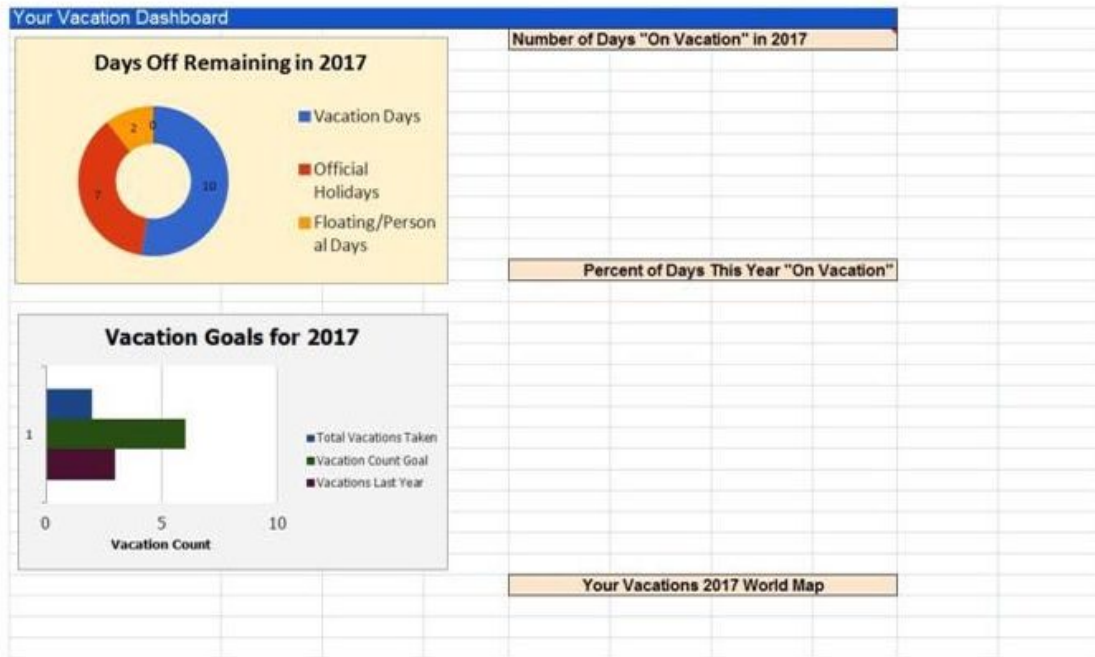 Your Vacation Dashboard
Number of Days "On Vacation" in 2017
Days Off Remaining in 2017
2
0
10
7
Vacation Days
Official
Holidays
Floating/Person
al Days
Percent of Days This Year "On Vacation"
Vacation Goals for 2017
1
Total Vacations Taken
Vacation Count Goal
Vacations Last Year
0
5
10
Vacation Count
Your Vacations 2017 World Map